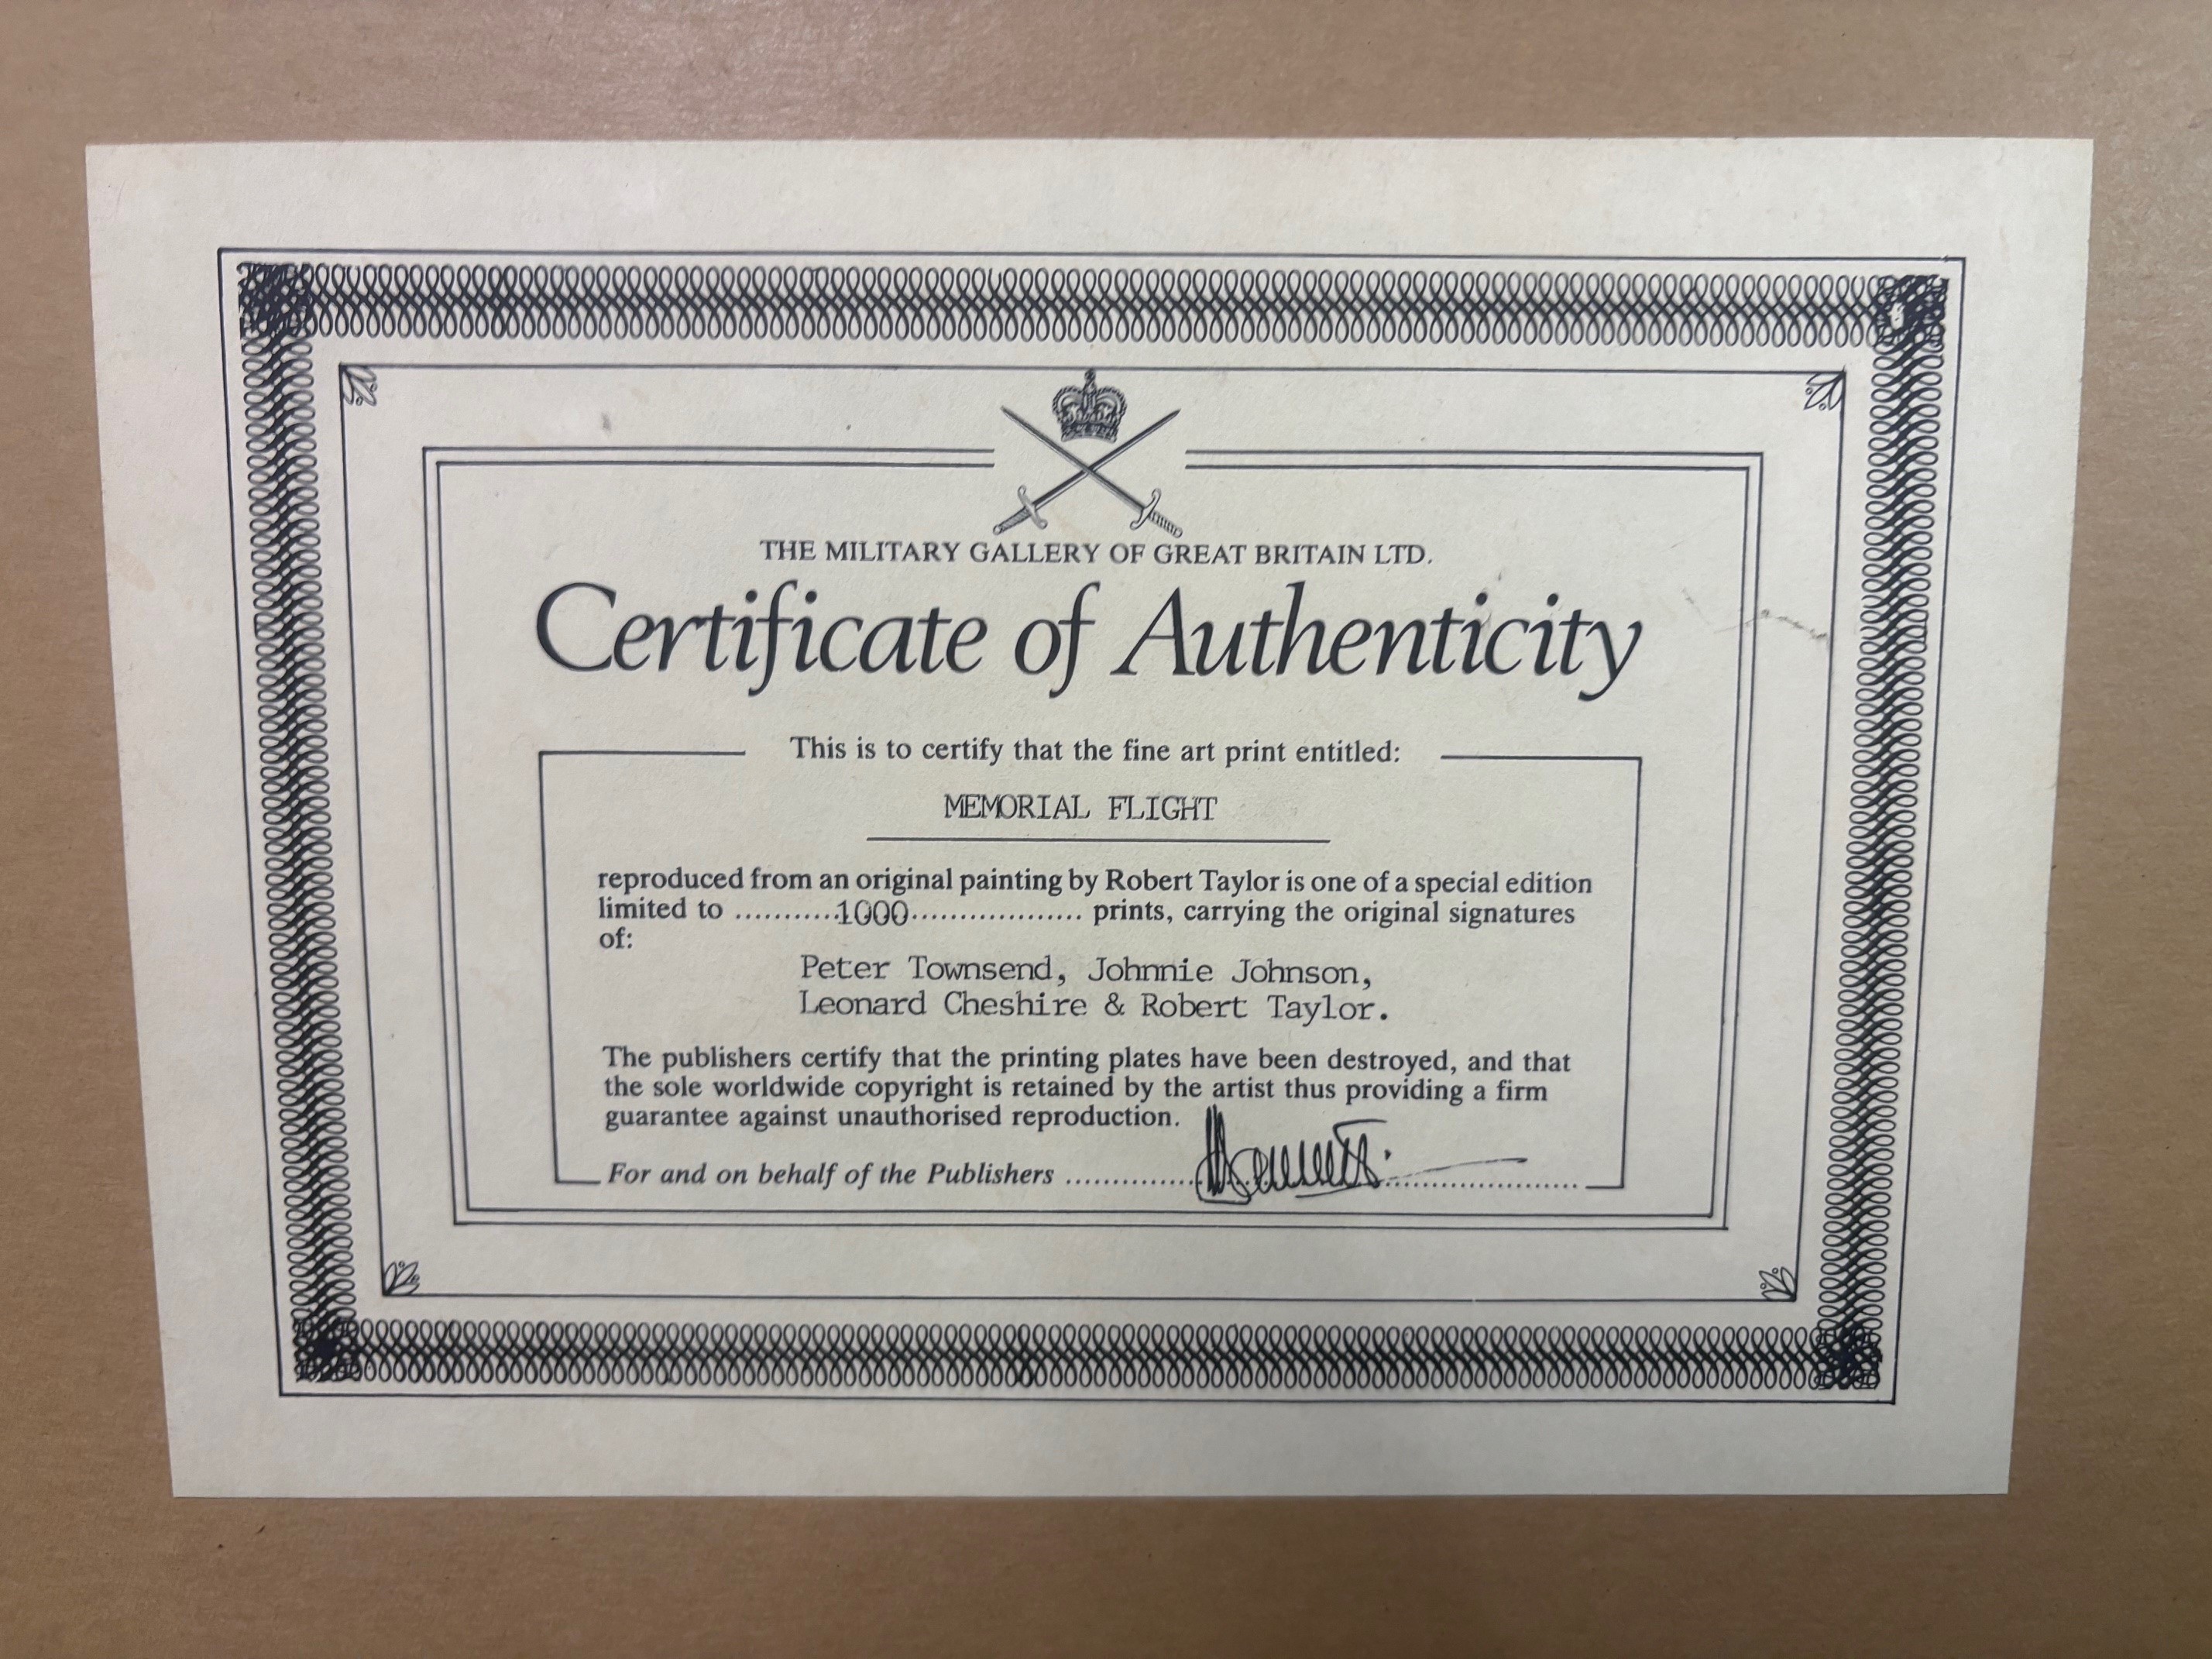 THE MILITARY GALLERY OF GREAT BRITAIN LTD.
Certificate of Authenticity
This is to certify that the fine art print entitled:
MEMORIAL FLIGHT
reproduced from an original painting by Robert Taylor is one of a special edition
limited to ...........1000.................. prints, carrying the original signatures
of:
Peter Townsend, Johnnie Johnson,
Leonard Cheshire & Robert Taylor.
The publishers certify that the printing plates have been destroyed, and that
the sole worldwide copyright is retained by the artist thus providing a firm
guarantee against unauthorised reproduction.
For and on behalf of the Publishers ....................................